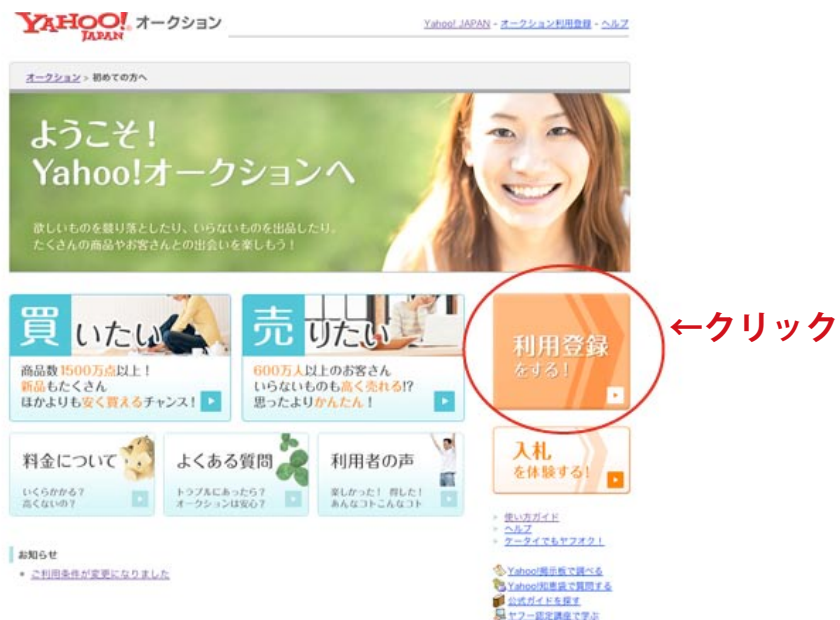 YAHOO! JAPAN オークション
Yahoo! JAPAN - オークション利用登録 - ヘルプ
オークション > 初めての方へ
ようこそ!
Yahoo!オークションへ
欲しいものを競り落としたり、いらないものを出品したり。
たくさんの商品やお客さんとの出会いを楽しもう!
買いたい
商品数1500万点以上!
新品もたくさん
ほかよりも安く買えるチャンス!
売りたい
600万人以上のお客さん
いらないものも高く売れる!?
思ったよりかんたん!
利用登録
をする!
←クリック
料金について
いくらかかる?
高くないの?
よくある質問
トラブルにあったら?
オークションは安心?
利用者の声
楽しかった! 得した!
あんなコトこんなコト
入札
を体験する!
使い方ガイド
ヘルプ
ケータイでもヤフオク!
お知らせ
ご利用条件が変更になりました
Yahoo!掲示板で調べる
Yahoo!知恵袋で質問する
公式ガイドを探す
ヤフー認定講座で学ぶ